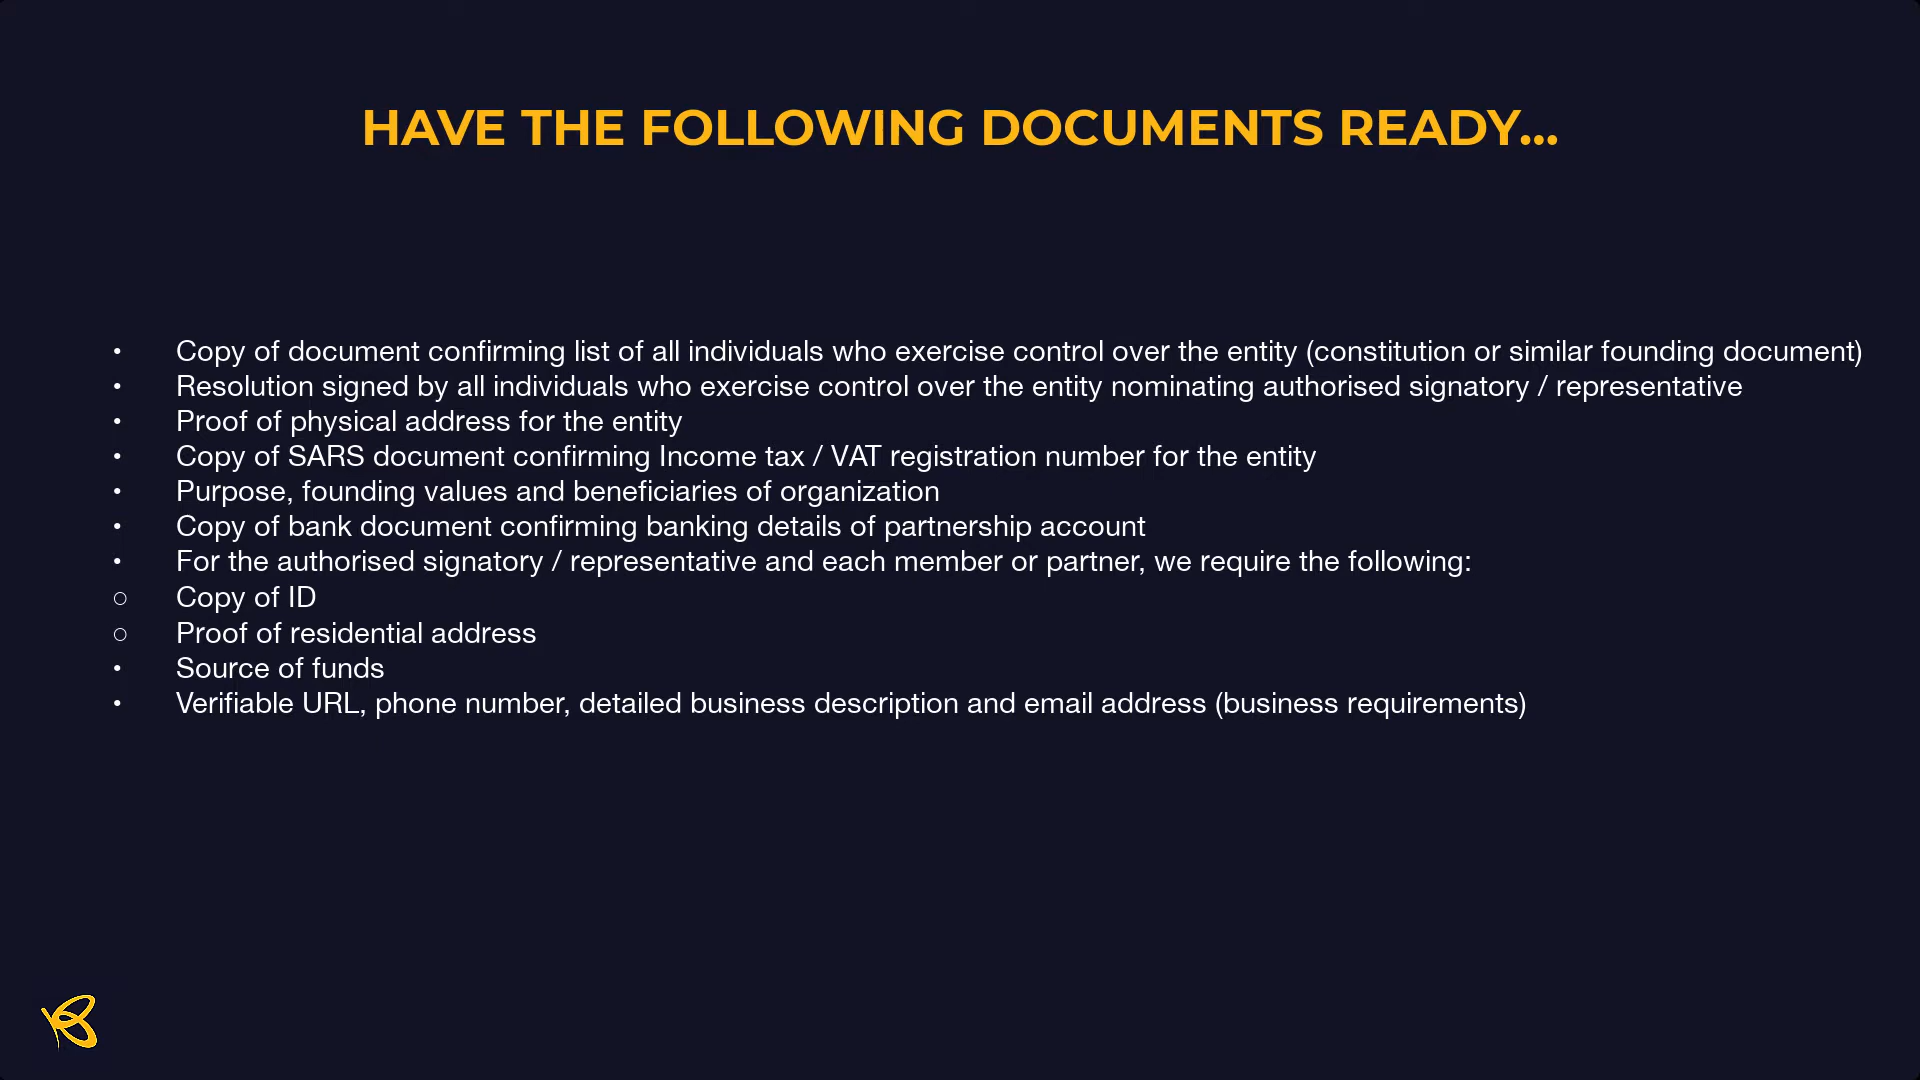 HAVE THE FOLLOWING DOCUMENTS READY...
• Copy of document confirming list of all individuals who exercise control over the entity (constitution or similar founding document)
• Resolution signed by all individuals who exercise control over the entity nominating authorised signatory / representative
• Proof of physical address for the entity
• Copy of SARS document confirming Income tax / VAT registration number for the entity
• Purpose, founding values and beneficiaries of organization
• Copy of bank document confirming banking details of partnership account
• For the authorised signatory / representative and each member or partner, we require the following:
○ Copy of ID
○ Proof of residential address
• Source of funds
• Verifiable URL, phone number, detailed business description and email address (business requirements)